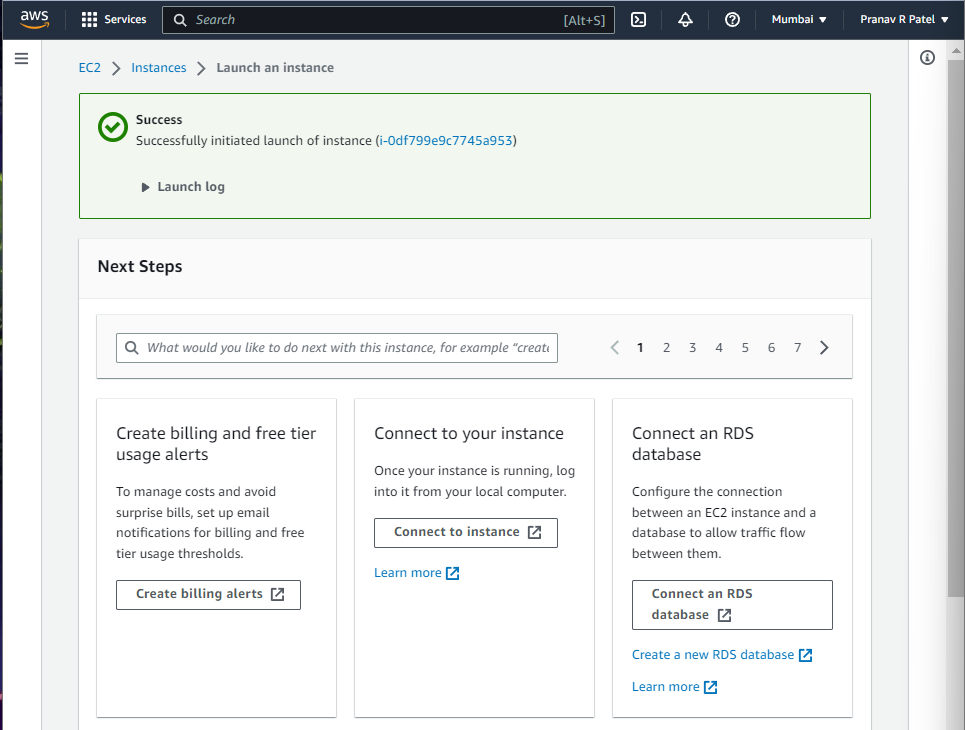 aws Services Search [Alt+S] Mumbai Pranav R Patel
EC2 Instances Launch an instance
Success
Successfully initiated launch of instance (i-0df799e9c7745a953)
Launch log
Next Steps
What would you like to do next with this instance, for example “create
1 2 3 4 5 6 7
Create billing and free tier
usage alerts
To manage costs and avoid
surprise bills, set up email
notifications for billing and free
tier usage thresholds.
Create billing alerts
Connect to your instance
Once your instance is running, log
into it from your local computer.
Connect to instance
Learn more
Connect an RDS
database
Configure the connection
between an EC2 instance and a
database to allow traffic flow
between them.
Connect an RDS
database
Create a new RDS database
Learn more